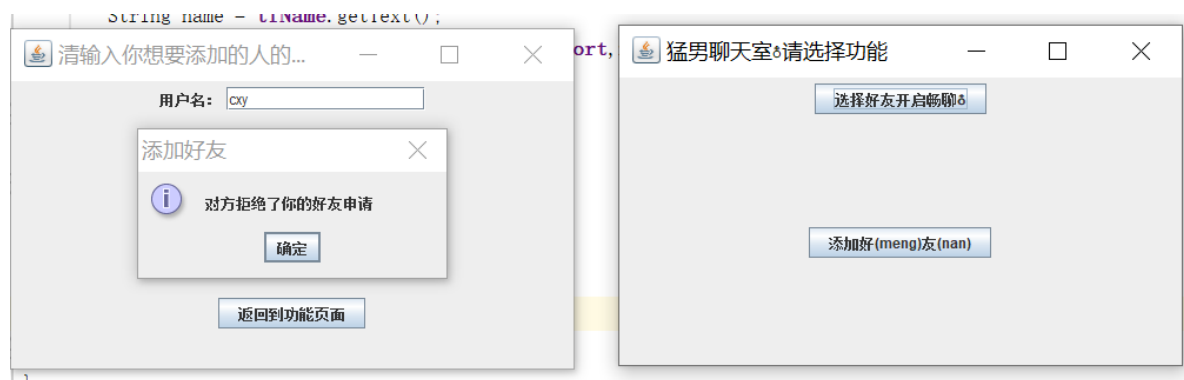 String name = tfName.getText();
清输入你想要添加的人的...
用户名：
cxy
添加好友
对方拒绝了你的好友申请
确定
返回到功能页面
ort,
猛男聊天室♁请选择功能
选择好友开启畅聊♁
添加好(meng)友(nan)
}